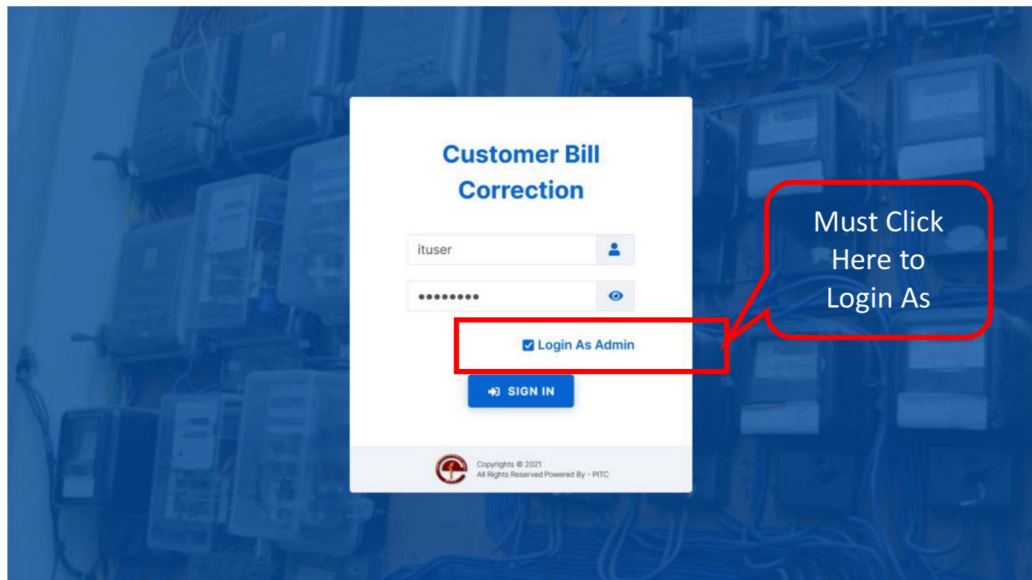 Customer Bill
Correction
ituser
••••••••
Login As Admin
SIGN IN
Copyrights © 2021
All Rights Reserved Powered By - PITC
Must Click
Here to
Login As